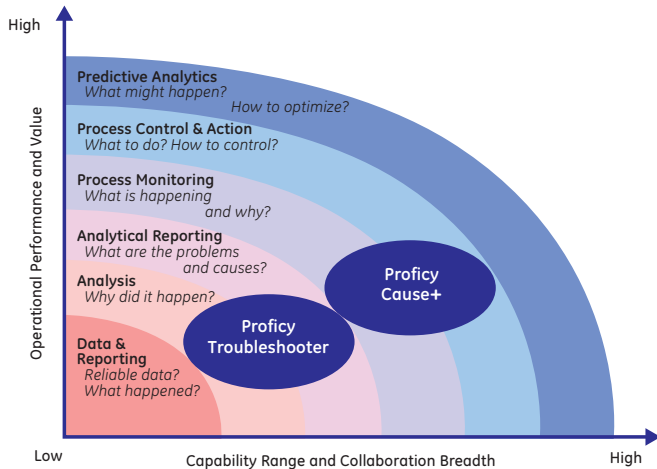 High
Operational Performance and Value
Predictive Analytics
What might happen?
How to optimize?
Process Control & Action
What to do? How to control?
Process Monitoring
What is happening
and why?
Analytical Reporting
What are the problems
and causes?
Analysis
Why did it happen?
Proficy
Cause+
Proficy
Troubleshooter
Data &
Reporting
Reliable data?
What happened?
Low
Capability Range and Collaboration Breadth
High